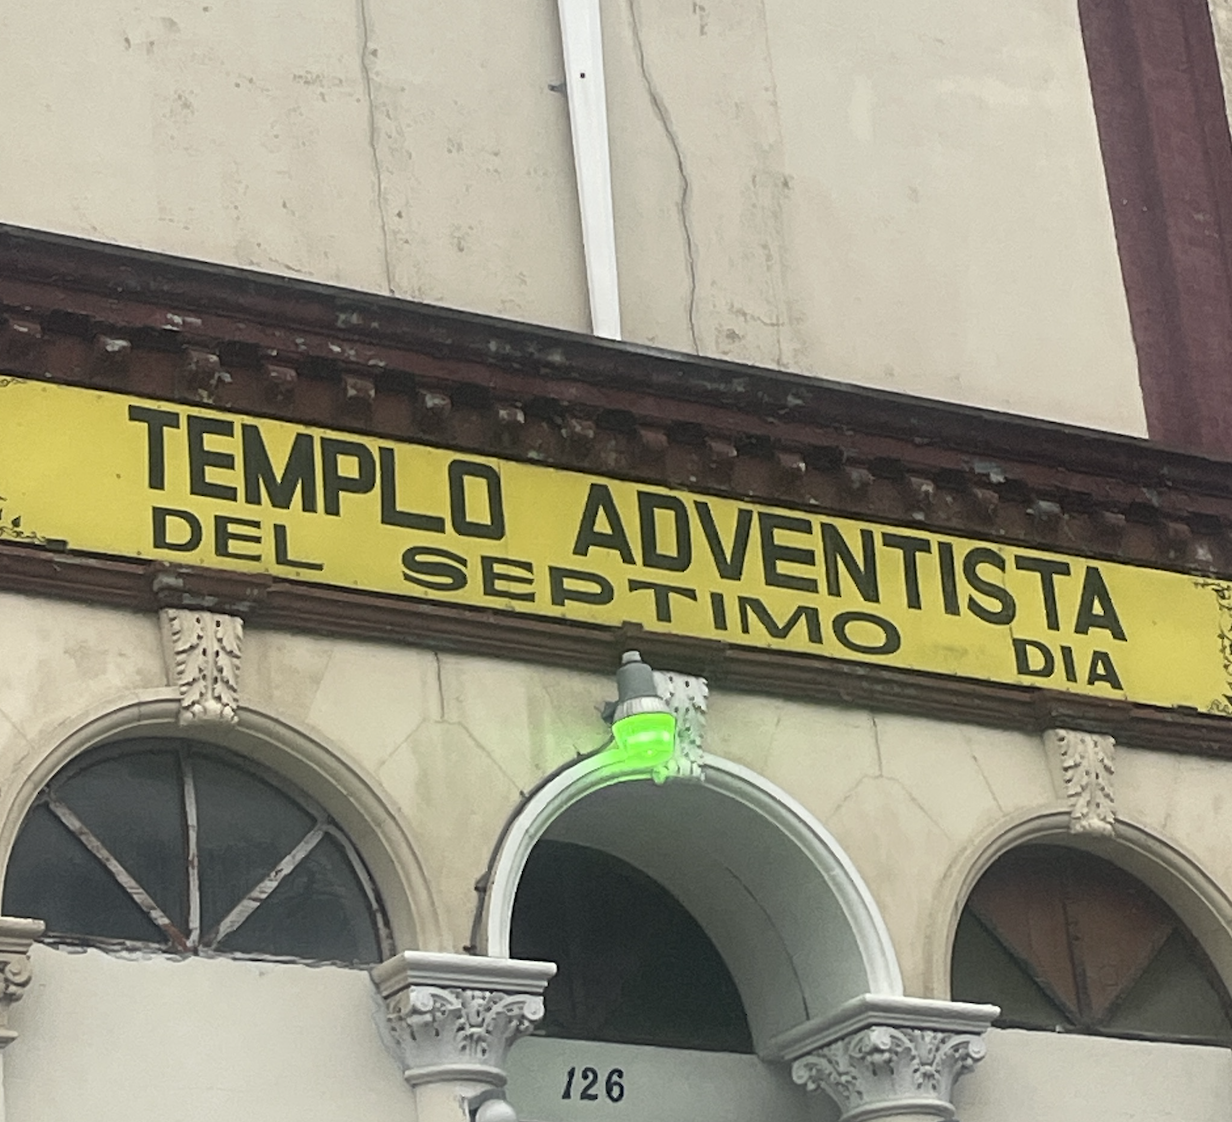 TEMPLO ADVENTISTA
DEL SEPTIMO DIA
126